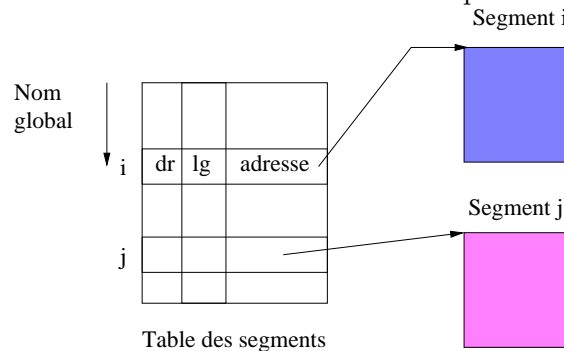 Segment i
Nom
global
i
dr
lg
adresse
Segment j
j
Table des segments